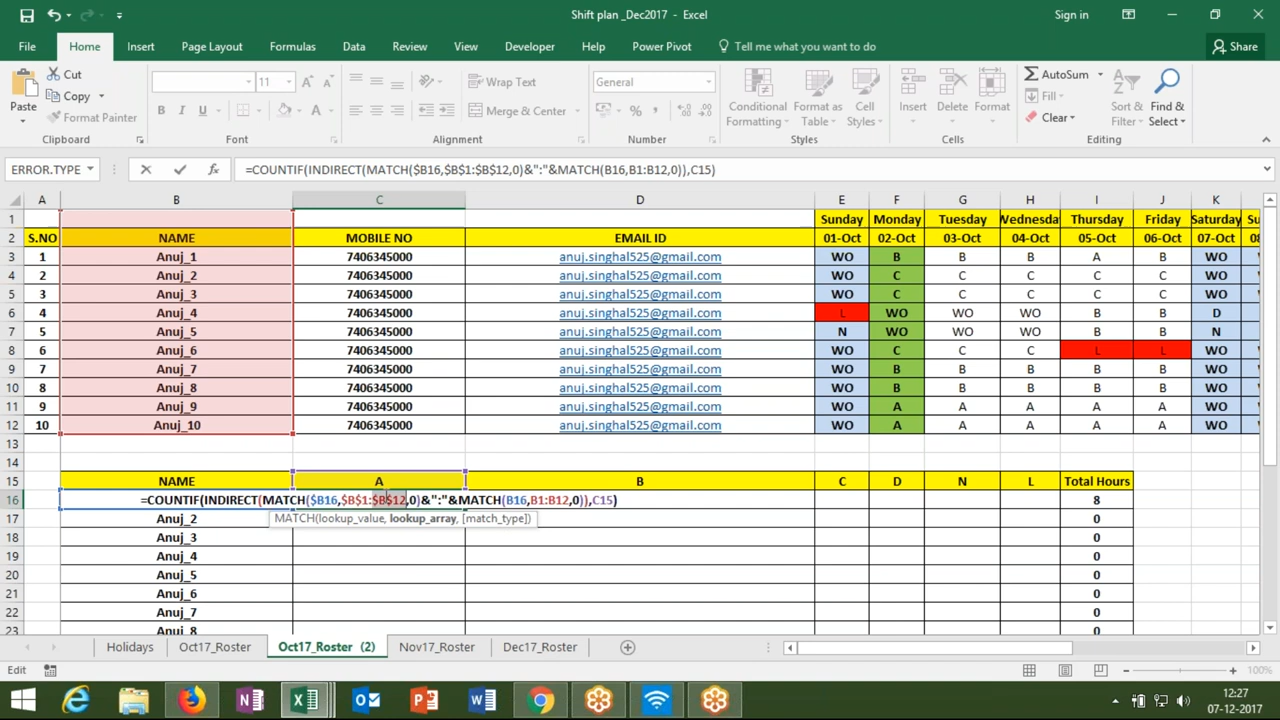 Shift plan _Dec2017 - Excel
Sign in
File Home Insert Page Layout Formulas Data Review View Developer Help Power Pivot Tell me what you want to do Share
Paste
Cut
Copy
Format Painter
Clipboard
11
B I U
Font
Wrap Text
Merge & Center
Alignment
General
Number
Conditional Formatting
Format as Table
Cell Styles
Styles
Insert
Delete
Format
Cells
AutoSum
Fill
Clear
Sort & Filter
Find & Select
Editing
ERROR.TYPE =COUNTIF(INDIRECT(MATCH($B16,$B$1:$B$12,0)&":"&MATCH(B16,B1:B12,0)),C15)
A B C D E F G H I J K L
1 Sunday Monday Tuesday Wednesda Thursday Friday Saturday Su
2 S.NO NAME MOBILE NO EMAIL ID 01-Oct 02-Oct 03-Oct 04-Oct 05-Oct 06-Oct 07-Oct 08
3 1 Anuj_1 7406345000 anuj.singhal525@gmail.com WO B B B A B WO
4 2 Anuj_2 7406345000 anuj.singhal525@gmail.com WO C C C C C WO
5 3 Anuj_3 7406345000 anuj.singhal525@gmail.com WO C C C C C WO
6 4 Anuj_4 7406345000 anuj.singhal525@gmail.com L WO WO WO B B D
7 5 Anuj_5 7406345000 anuj.singhal525@gmail.com N WO WO WO B B N
8 6 Anuj_6 7406345000 anuj.singhal525@gmail.com WO C C C L L WO
9 7 Anuj_7 7406345000 anuj.singhal525@gmail.com WO B B B B B WO
10 8 Anuj_8 7406345000 anuj.singhal525@gmail.com WO B B B B B WO
11 9 Anuj_9 7406345000 anuj.singhal525@gmail.com WO A A A A A WO
12 10 Anuj_10 7406345000 anuj.singhal525@gmail.com WO A A A A A WO
13
14
15 NAME A B C D N L Total Hours
16 =COUNTIF(INDIRECT(MATCH($B16,$B$1:$B$12,0)&":"&MATCH(B16,B1:B12,0)),C15) 8
MATCH(lookup_value, lookup_array, [match_type])
17 Anuj_2 0
18 Anuj_3 0
19 Anuj_4 0
20 Anuj_5 0
21 Anuj_6 0
22 Anuj_7 0
23 Anuj_8 0
Holidays Oct17_Roster Oct17_Roster (2) Nov17_Roster Dec17_Roster
Edit 100%
12:27
07-12-2017